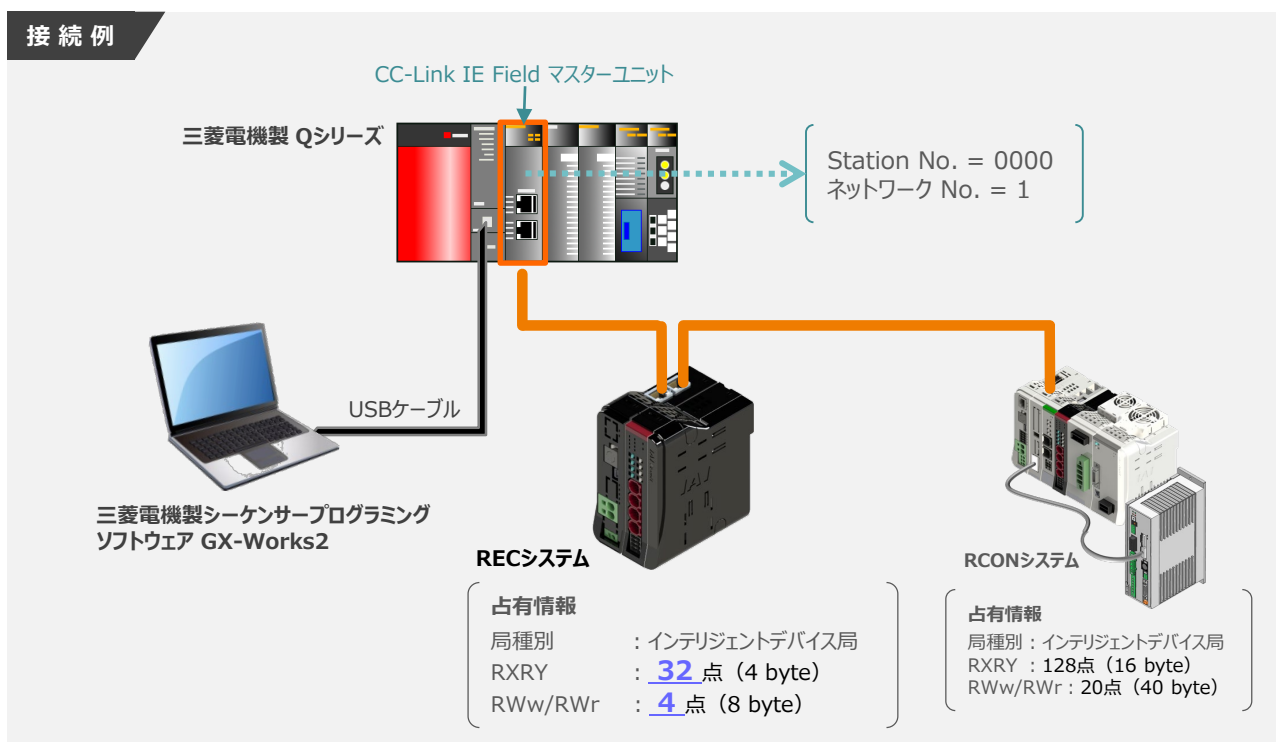 接続例
CC-Link IE Field マスターユニット
三菱電機製 Qシリーズ
Station No. = 0000
ネットワーク No. = 1
USBケーブル
三菱電機製シーケンサープログラミング
ソフトウェア GX-Works2
RECシステム
占有情報
局種別 : インテリジェントデバイス局
RXRY : 32 点（4 byte）
RWw/RWr : 4 点（8 byte）
RCONシステム
占有情報
局種別 : インテリジェントデバイス局
RXRY : 128点（16 byte）
RWw/RWr : 20点（40 byte）